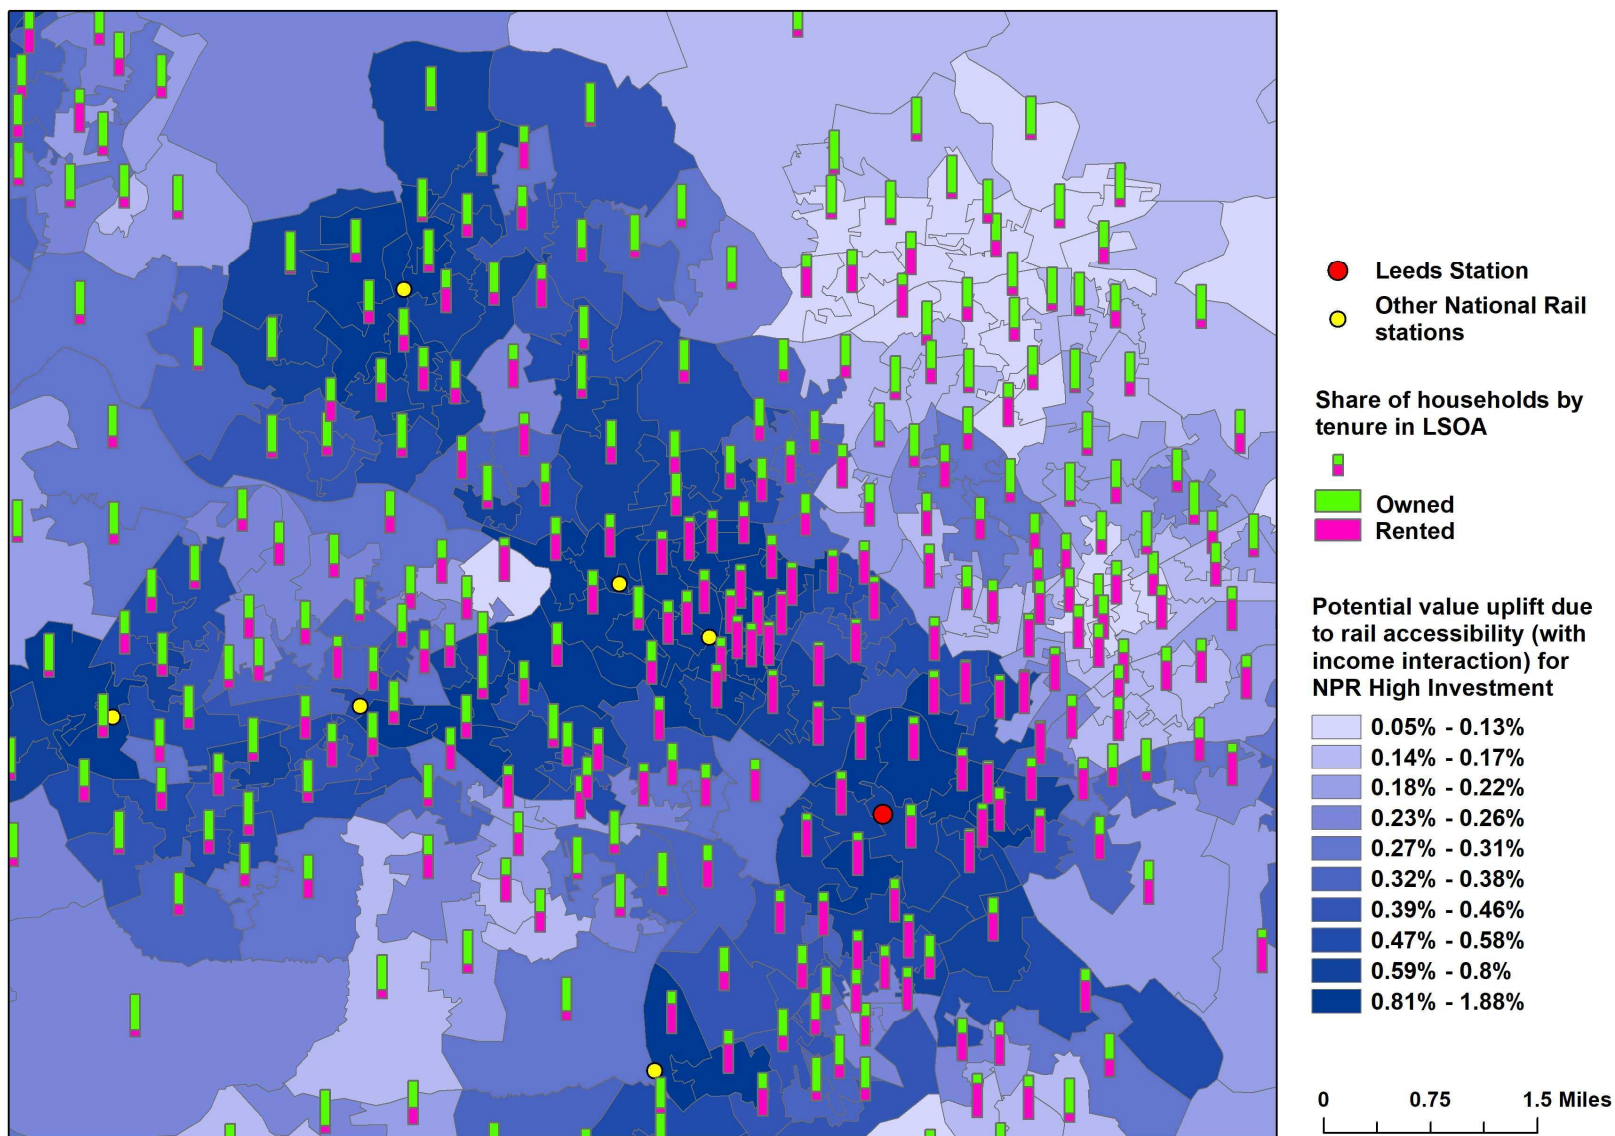 Leeds Station
Other National Rail
stations
Share of households by
tenure in LSOA
Owned
Rented
Potential value uplift due
to rail accessibility (with
income interaction) for
NPR High Investment
0.05% - 0.13%
0.14% - 0.17%
0.18% - 0.22%
0.23% - 0.26%
0.27% - 0.31%
0.32% - 0.38%
0.39% - 0.46%
0.47% - 0.58%
0.59% - 0.8%
0.81% - 1.88%
0 0.75 1.5 Miles